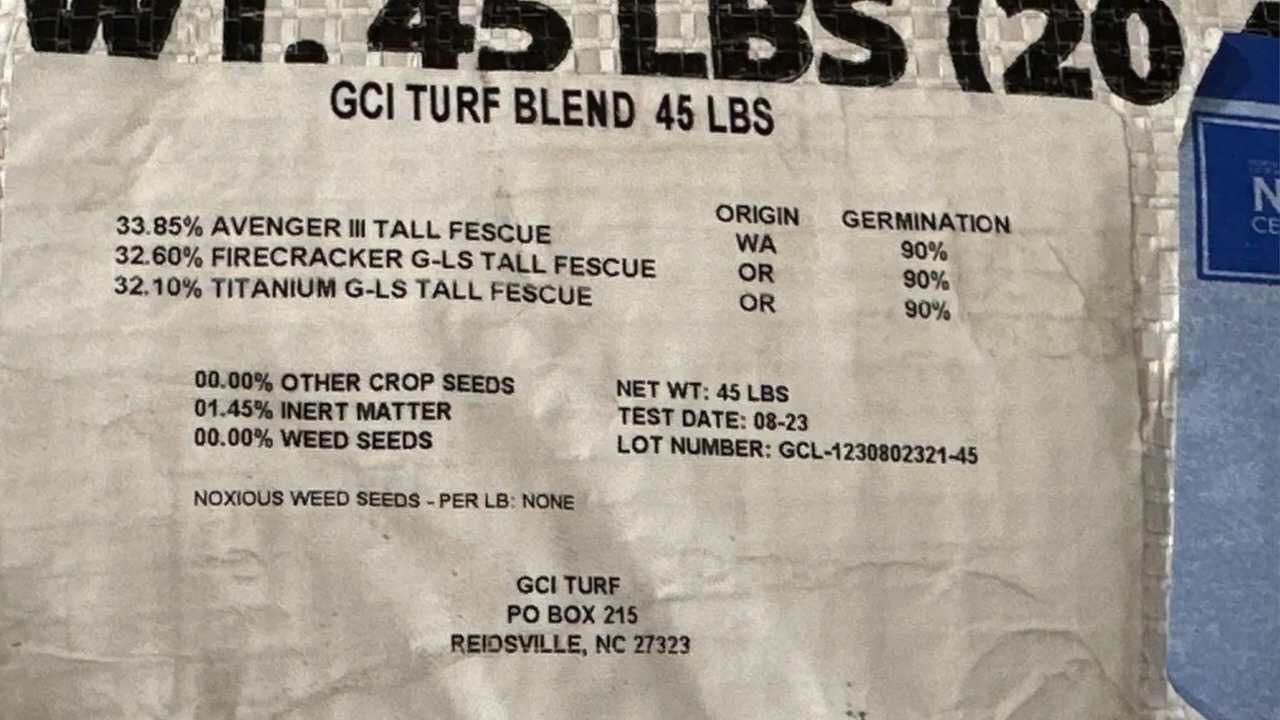 WT. 45 LBS (20
GCI TURF BLEND 45 LBS
ORIGIN GERMINATION
33.85% AVENGER III TALL FESCUE WA 90%
32.60% FIRECRACKER G-LS TALL FESCUE OR 90%
32.10% TITANIUM G-LS TALL FESCUE OR 90%
00.00% OTHER CROP SEEDS NET WT: 45 LBS
01.45% INERT MATTER TEST DATE: 08-23
00.00% WEED SEEDS LOT NUMBER: GCL-1230802321-45
NOXIOUS WEED SEEDS - PER LB: NONE
GCI TURF
PO BOX 215
REIDSVILLE, NC 27323